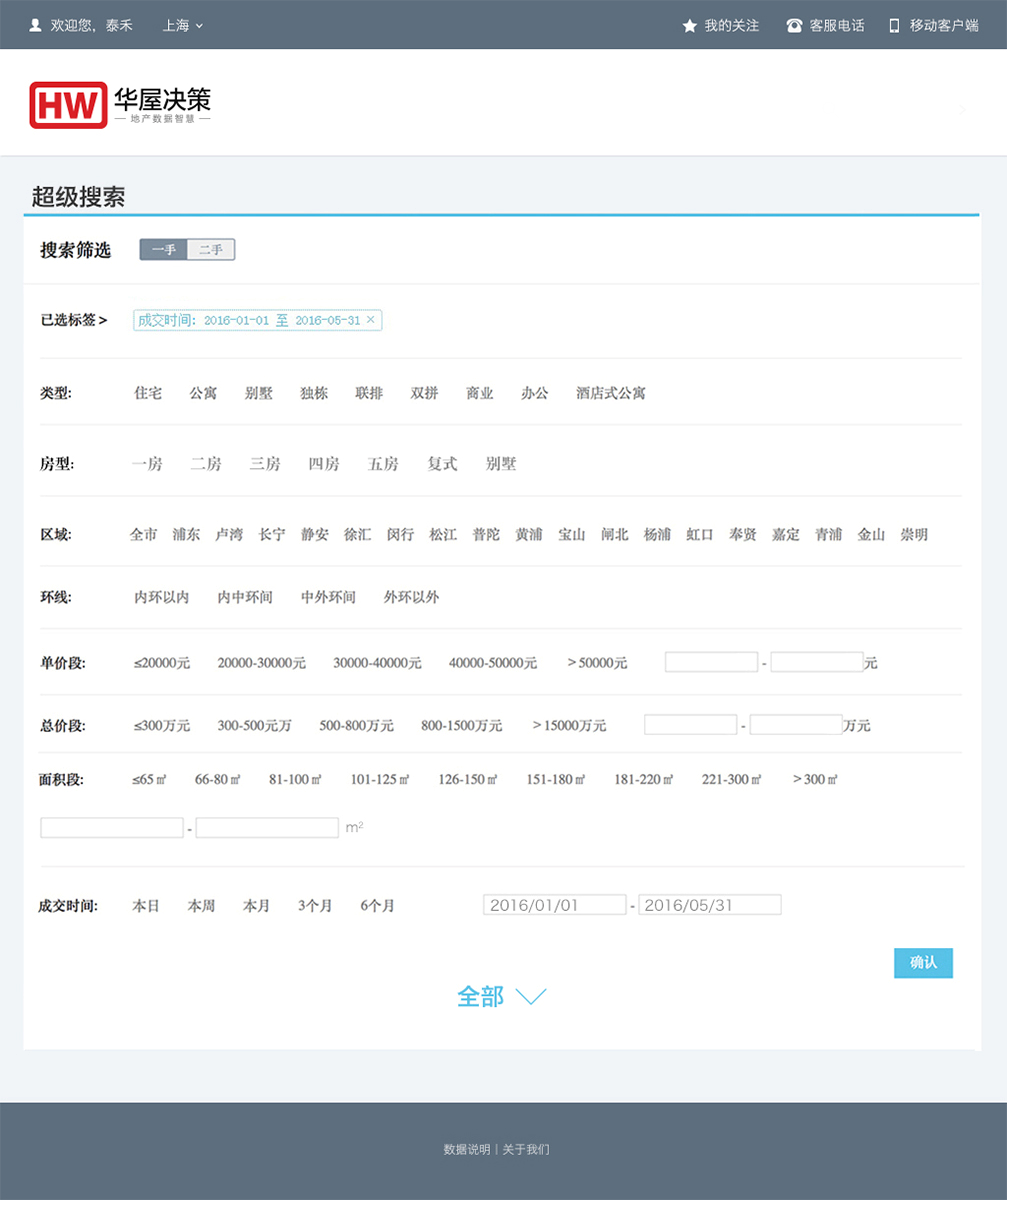 欢迎您，泰禾 上海 我的关注 客服电话 移动客户端
HW 华屋决策
地产数据智慧
超级搜索
搜索筛选 一手 二手
已选标签> 成交时间: 2016-01-01 至 2016-05-31 ×
类型: 住宅 公寓 别墅 独栋 联排 双拼 商业 办公 酒店式公寓
房型: 一房 二房 三房 四房 五房 复式 别墅
区域: 全市 浦东 卢湾 长宁 静安 徐汇 闵行 松江 普陀 黄浦 宝山 闸北 杨浦 虹口 奉贤 嘉定 青浦 金山 崇明
环线: 内环以内 内中环间 中外环间 外环以外
单价段: ≤20000元 20000-30000元 30000-40000元 40000-50000元 >50000元 - 元
总价段: ≤300万元 300-500元万 500-800万元 800-1500万元 >15000万元 - 万元
面积段: ≤65㎡ 66-80㎡ 81-100㎡ 101-125㎡ 126-150㎡ 151-180㎡ 181-220㎡ 221-300㎡ >300㎡
- m²
成交时间: 本日 本周 本月 3个月 6个月 2016/01/01 - 2016/05/31
确认
全部
数据说明 | 关于我们